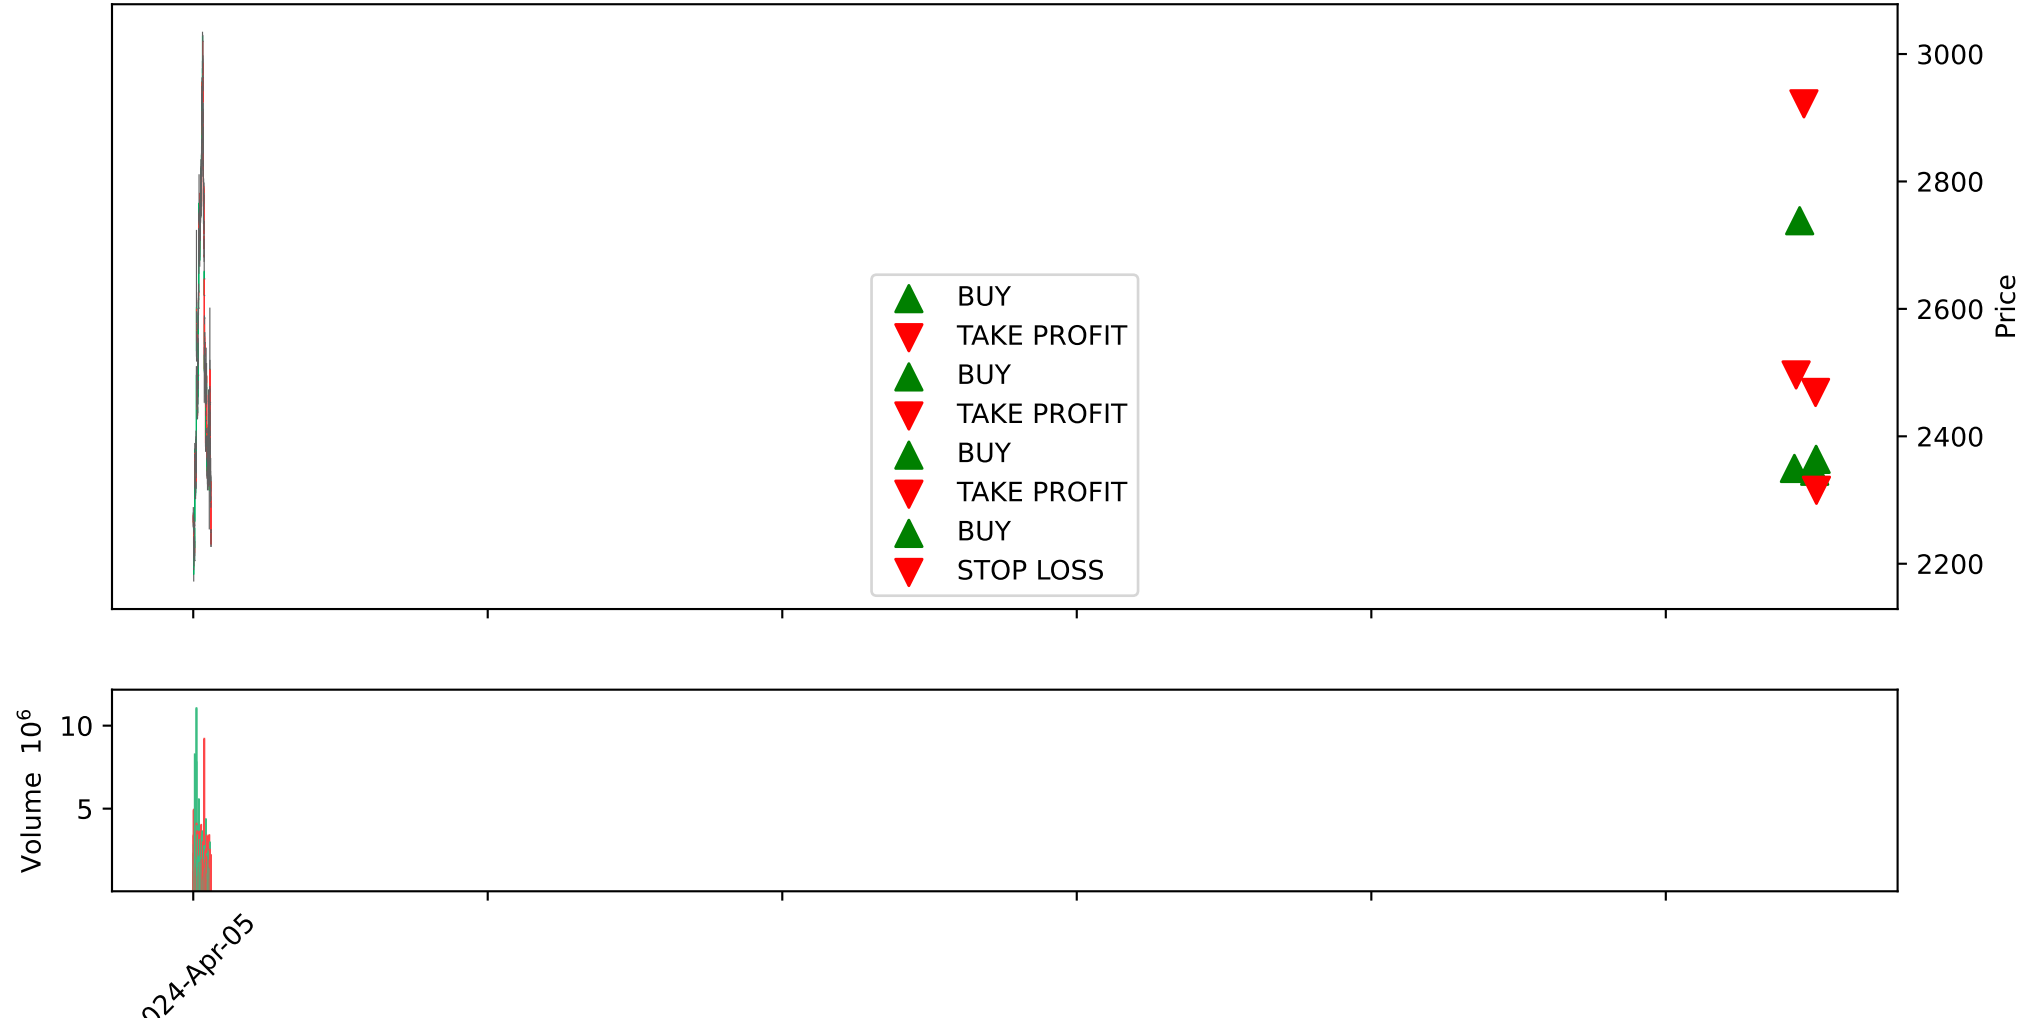 3000
2800
2600
2400
2200
Price
BUY
TAKE PROFIT
BUY
TAKE PROFIT
BUY
TAKE PROFIT
BUY
STOP LOSS
Volume 10⁶
10
5
024-Apr-05